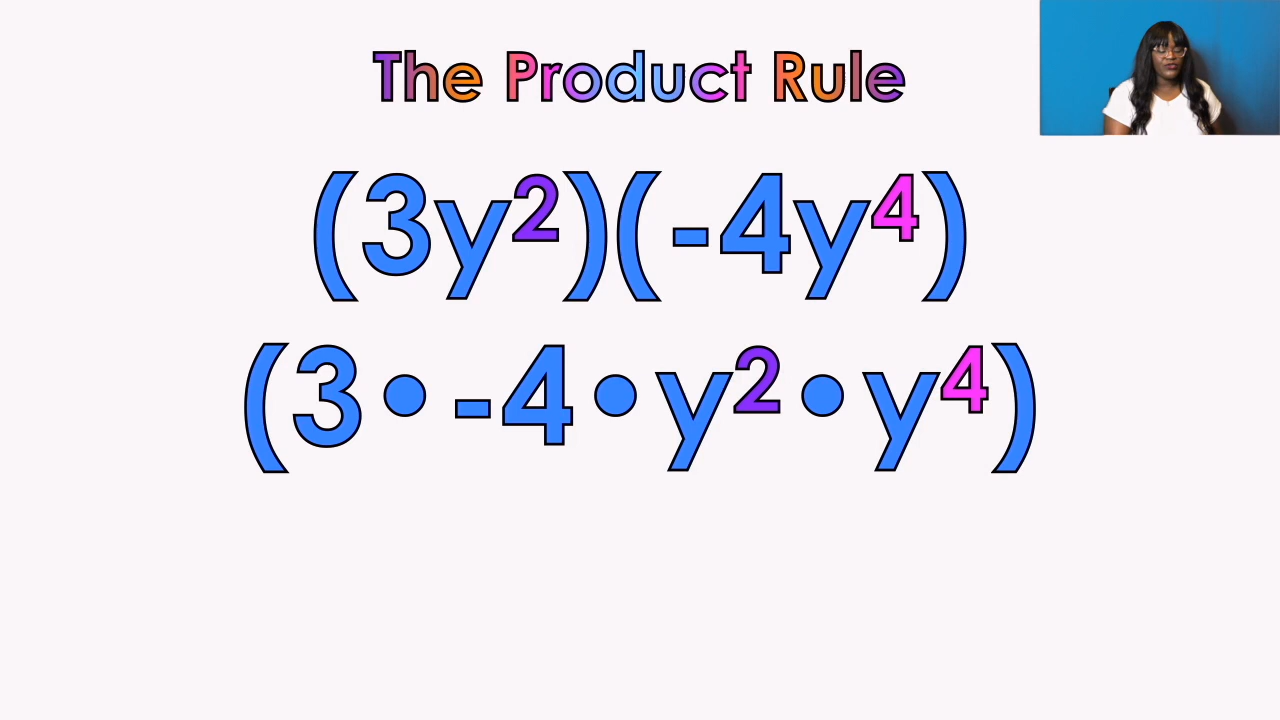 The Product Rule
(3y²)(-4y⁴)
(3•-4•y²•y⁴)